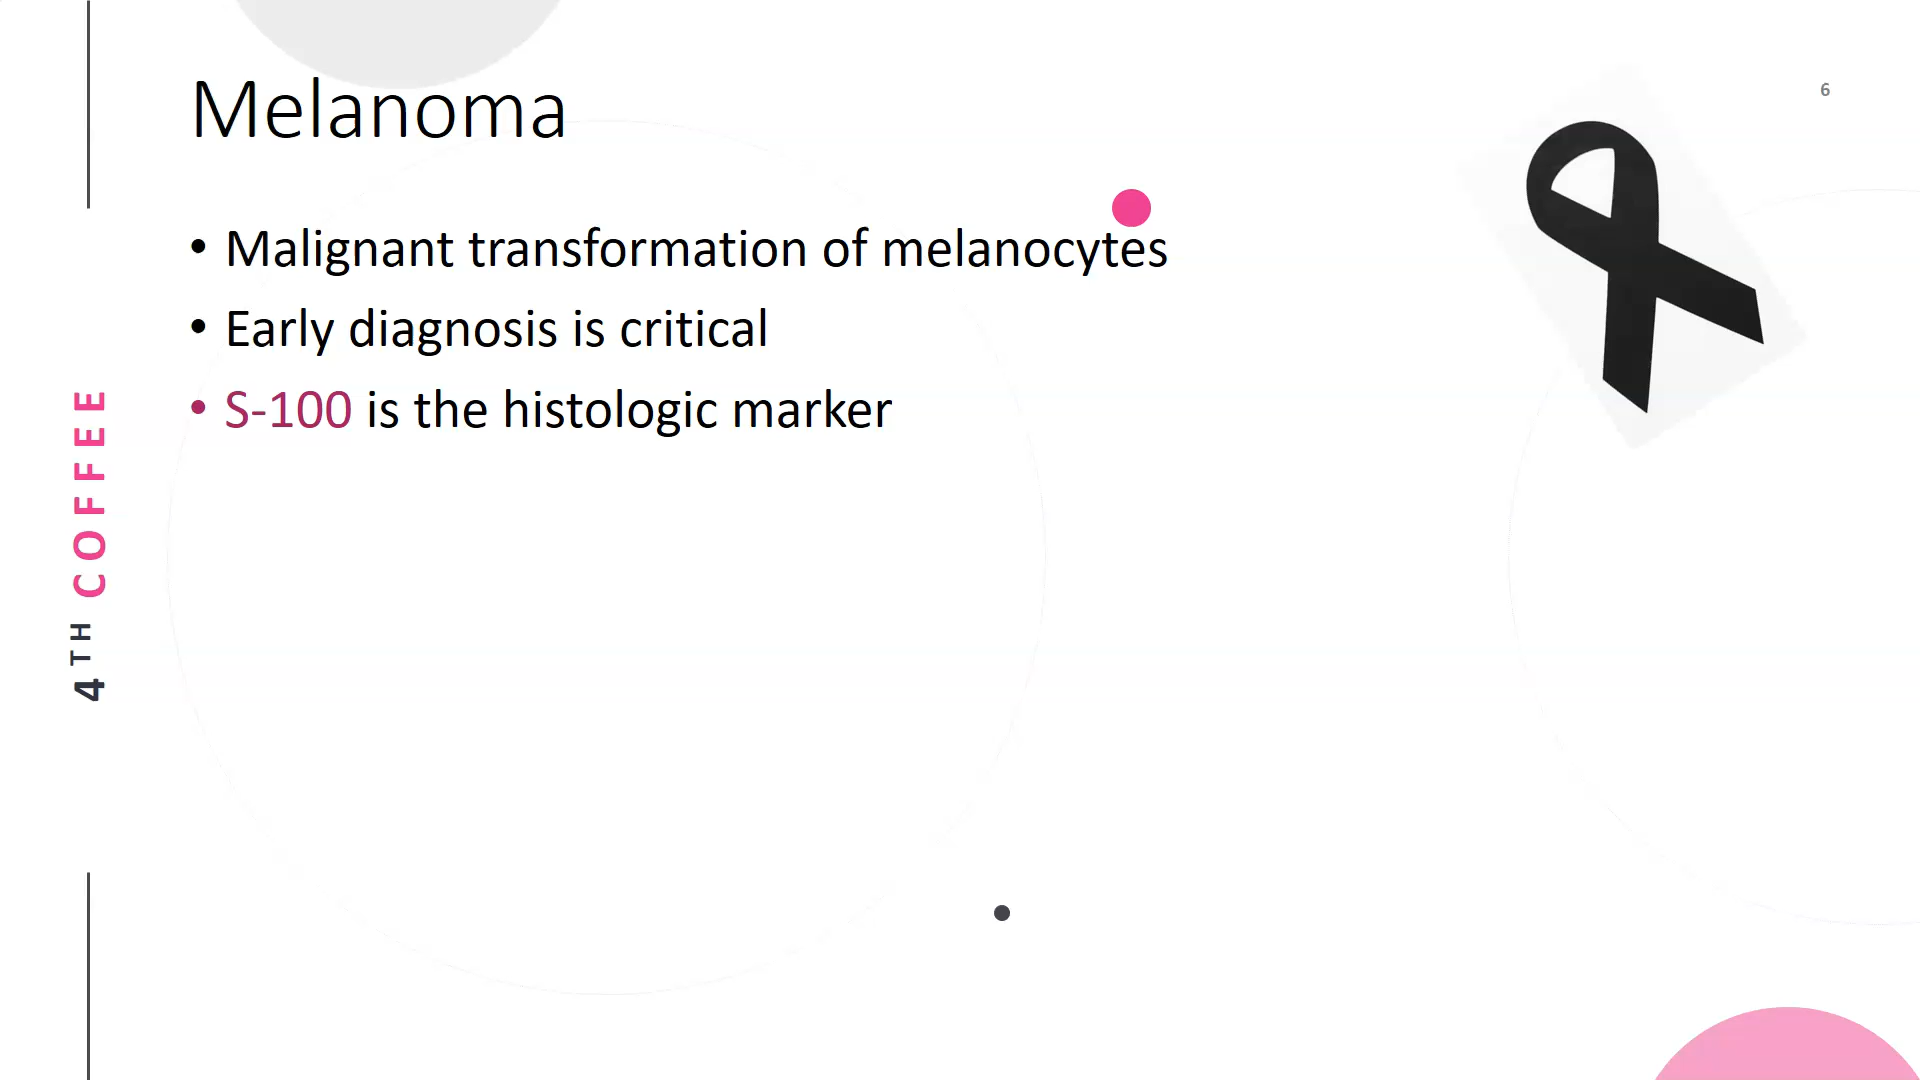 Melanoma
6
• Malignant transformation of melanocytes
• Early diagnosis is critical
• S-100 is the histologic marker
4TH COFFEE